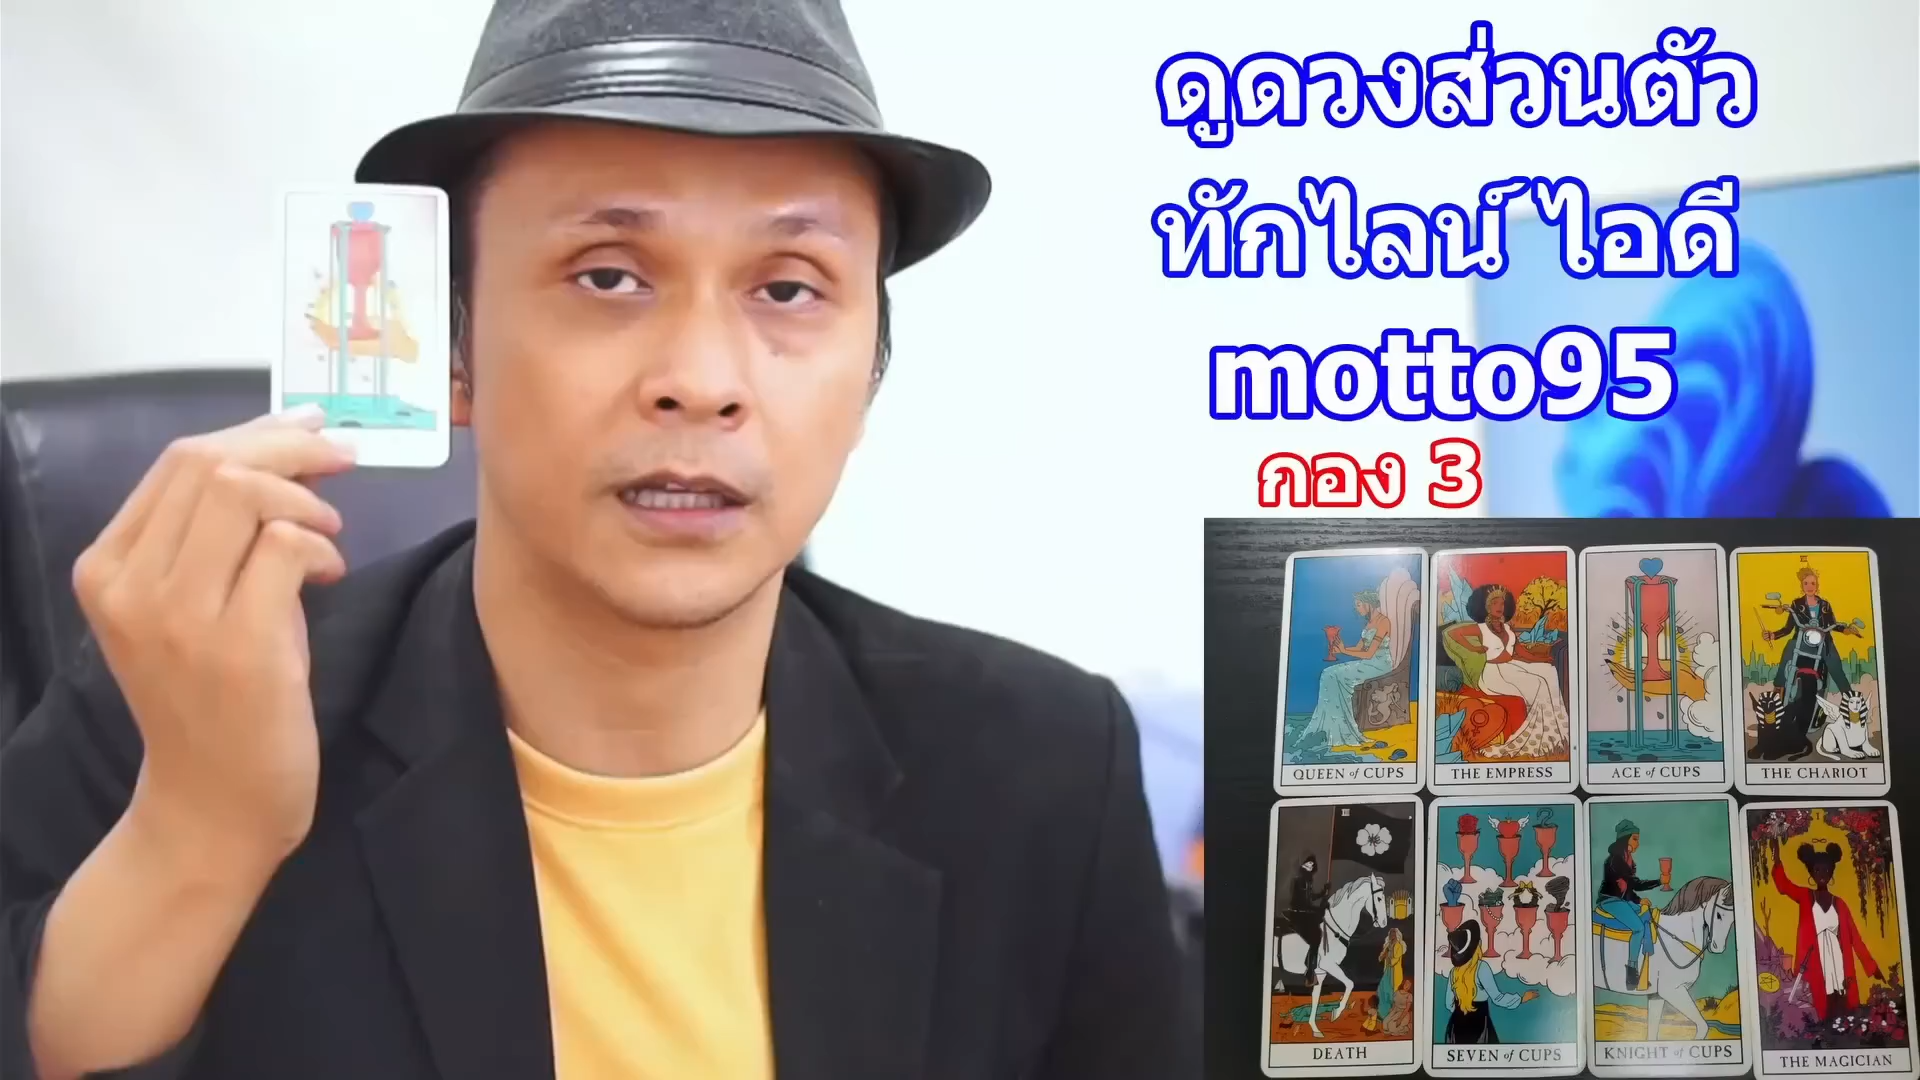 ดูดวงส่วนตัว
ทักไลน์ ไอดี
motto95
กอง 3
QUEEN of CUPS
THE EMPRESS
ACE of CUPS
VII
THE CHARIOT
DEATH
SEVEN of CUPS
KNIGHT of CUPS
I
THE MAGICIAN